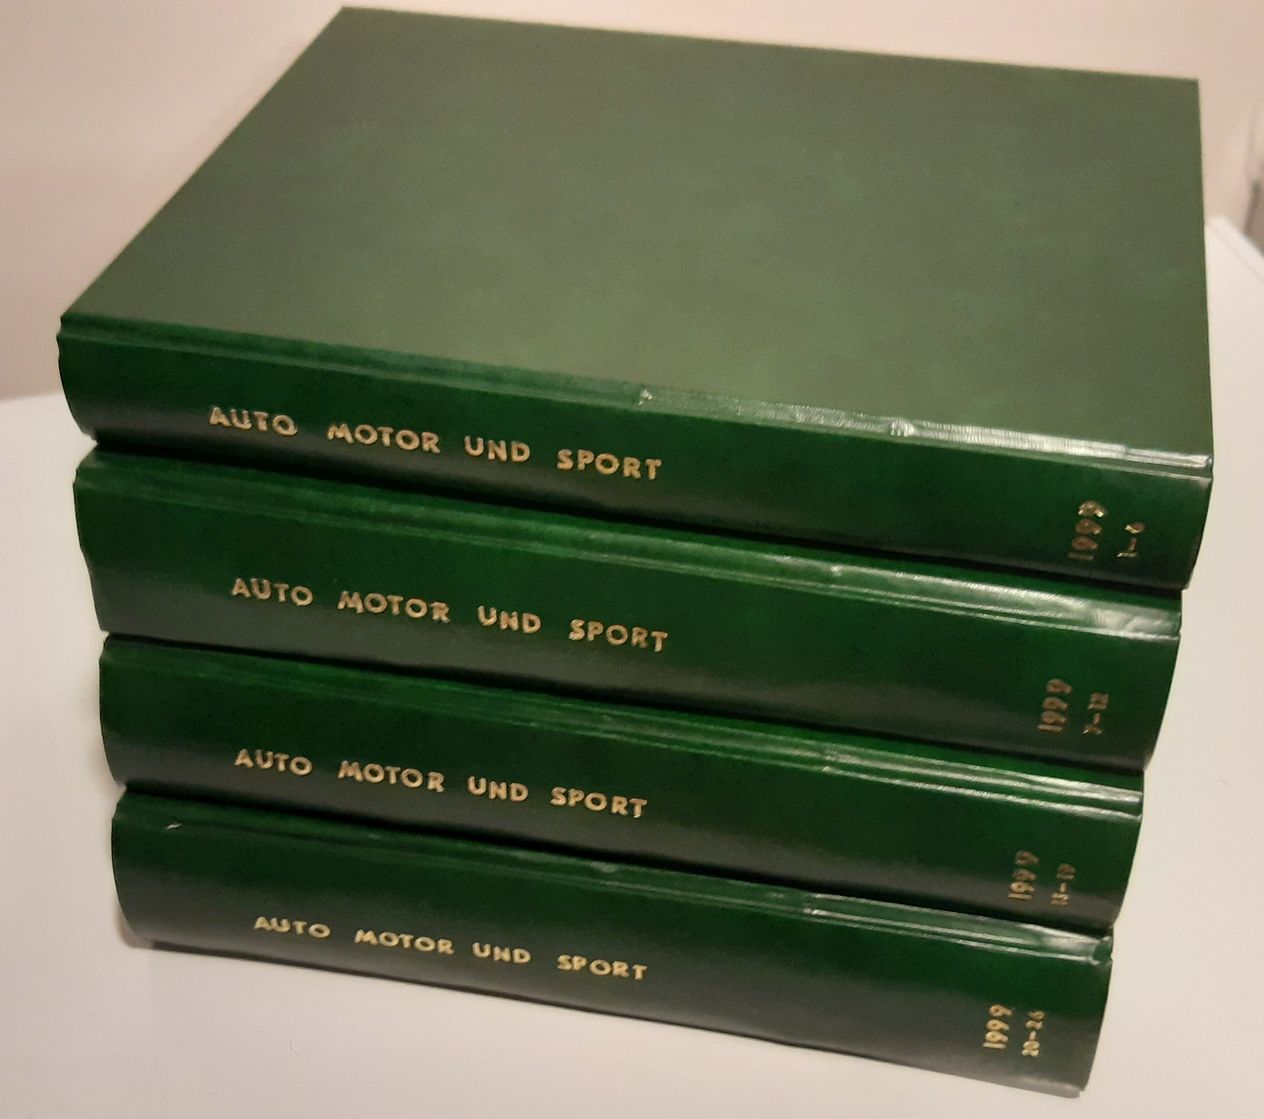 AUTO MOTOR UND SPORT
1999
1-6
AUTO MOTOR UND SPORT
1999
7-12
AUTO MOTOR UND SPORT
1999
13-19
AUTO MOTOR UND SPORT
1999
20-26